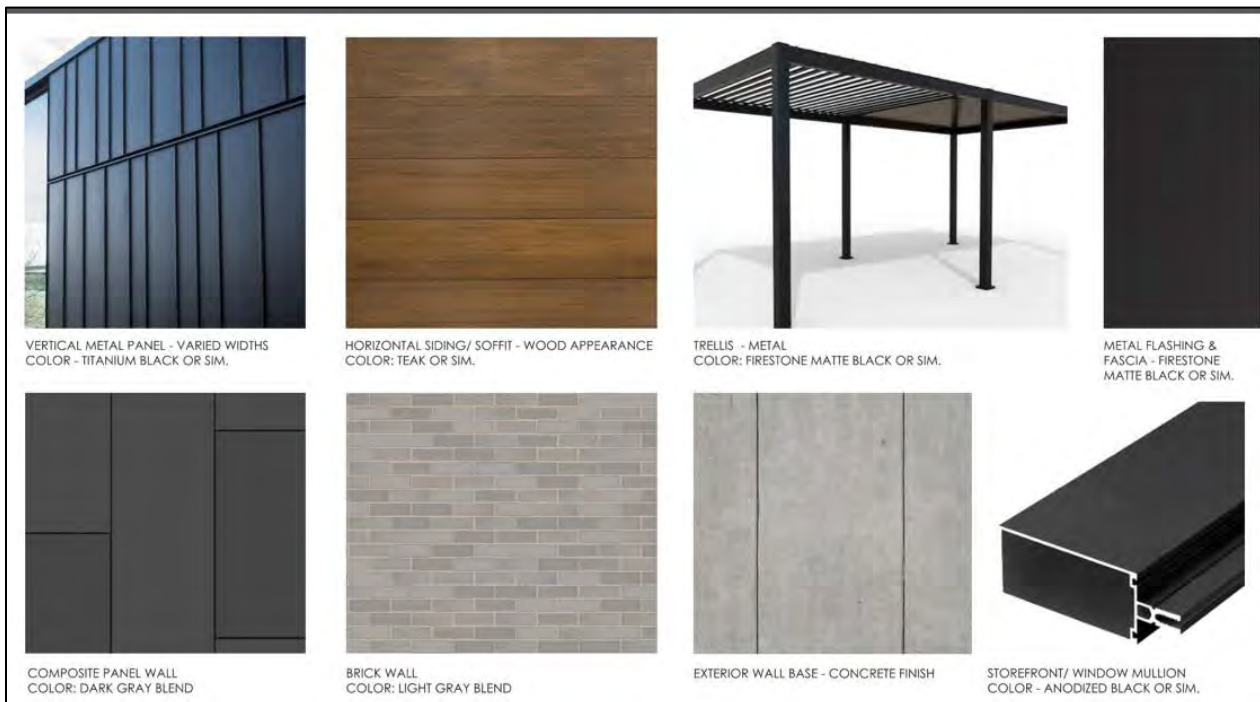 VERTICAL METAL PANEL - VARIED WIDTHS
COLOR - TITANIUM BLACK OR SIM.
HORIZONTAL SIDING/ SOFFIT - WOOD APPEARANCE
COLOR: TEAK OR SIM.
TRELLIS - METAL
COLOR: FIRESTONE MATTE BLACK OR SIM.
METAL FLASHING &
FASCIA - FIRESTONE
MATTE BLACK OR SIM.
COMPOSITE PANEL WALL
COLOR: DARK GRAY BLEND
BRICK WALL
COLOR: LIGHT GRAY BLEND
EXTERIOR WALL BASE - CONCRETE FINISH
STOREFRONT/ WINDOW MULLION
COLOR - ANODIZED BLACK OR SIM.